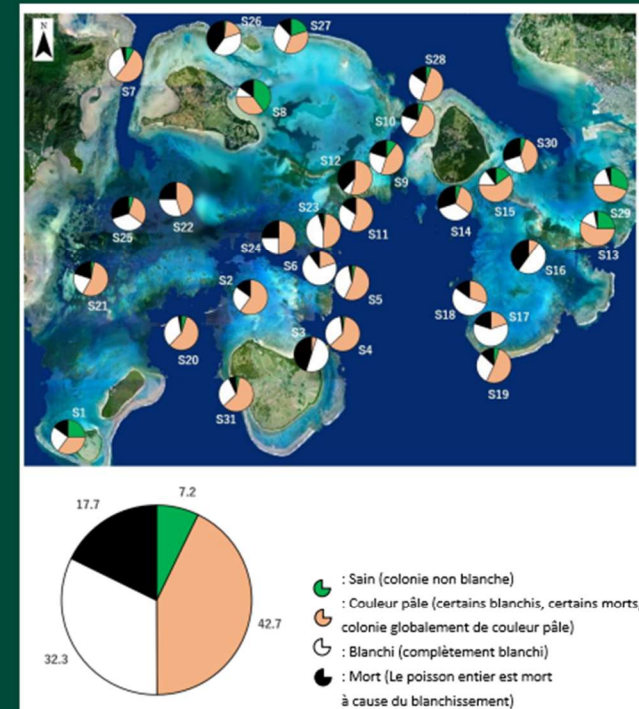 N
S26
S27
S7
S8
S28
S10
S30
S12
S9
S29
S15
S23
S11
S14
S13
S22
S25
S24
S6
S16
S21
S2
S5
S18
S17
S3
S4
S20
S19
S31
S1
17.7
7.2
42.7
32.3
: Sain (colonie non blanche)
: Couleur pâle (certains blanchis, certains morts,
colonie globalement de couleur pâle)
: Blanchi (complètement blanchi)
: Mort (Le poisson entier est mort
à cause du blanchissement)